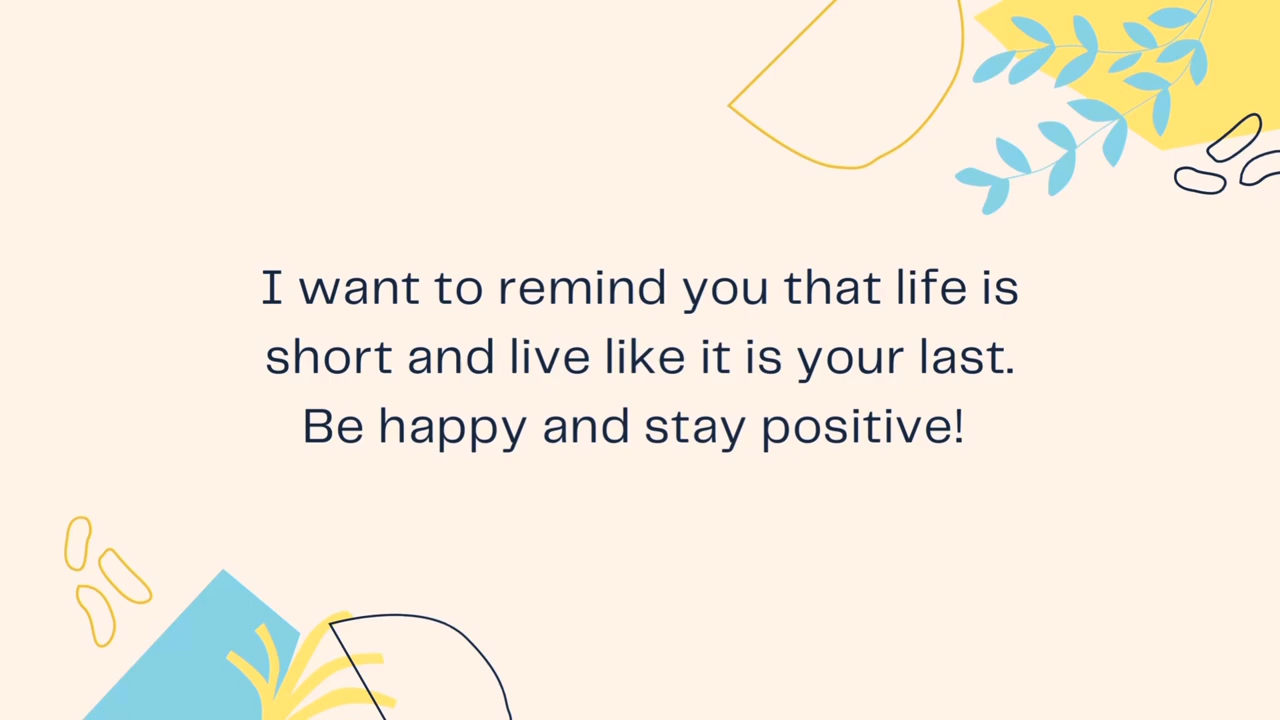 I want to remind you that life is
short and live like it is your last.
Be happy and stay positive!